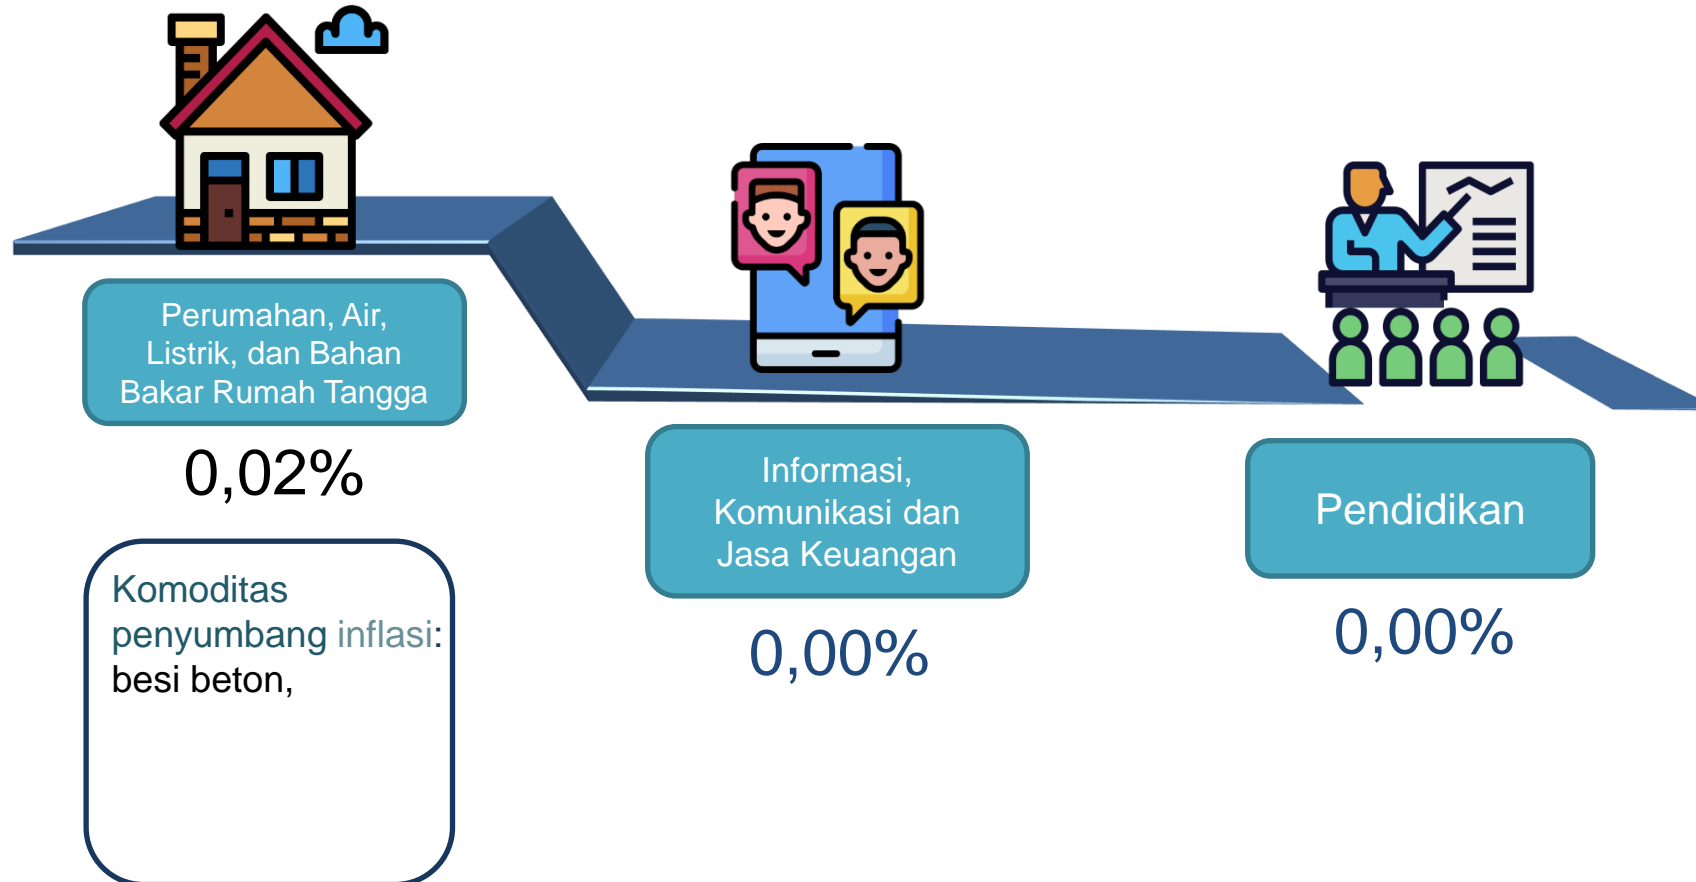 Perumahan, Air,
Listrik, dan Bahan
Bakar Rumah Tangga
0,02%
Komoditas
penyumbang inflasi:
besi beton,
Informasi,
Komunikasi dan
Jasa Keuangan
0,00%
Pendidikan
0,00%